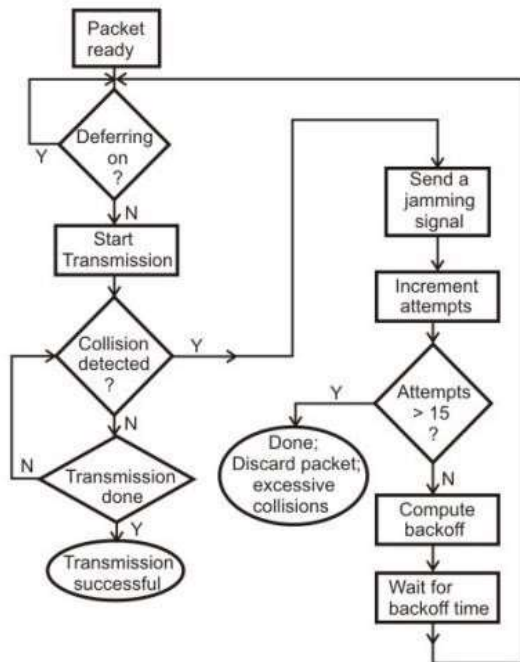 Packet
ready
Deferring
on
?
Y
N
Start
Transmission
Collision
detected
?
Y
N
Transmission
done
N
Y
Transmission
successful
Send a
jamming
signal
Increment
attempts
Attempts
> 15
?
Y
N
Done;
Discard packet;
excessive
collisions
Compute
backoff
Wait for
backoff time